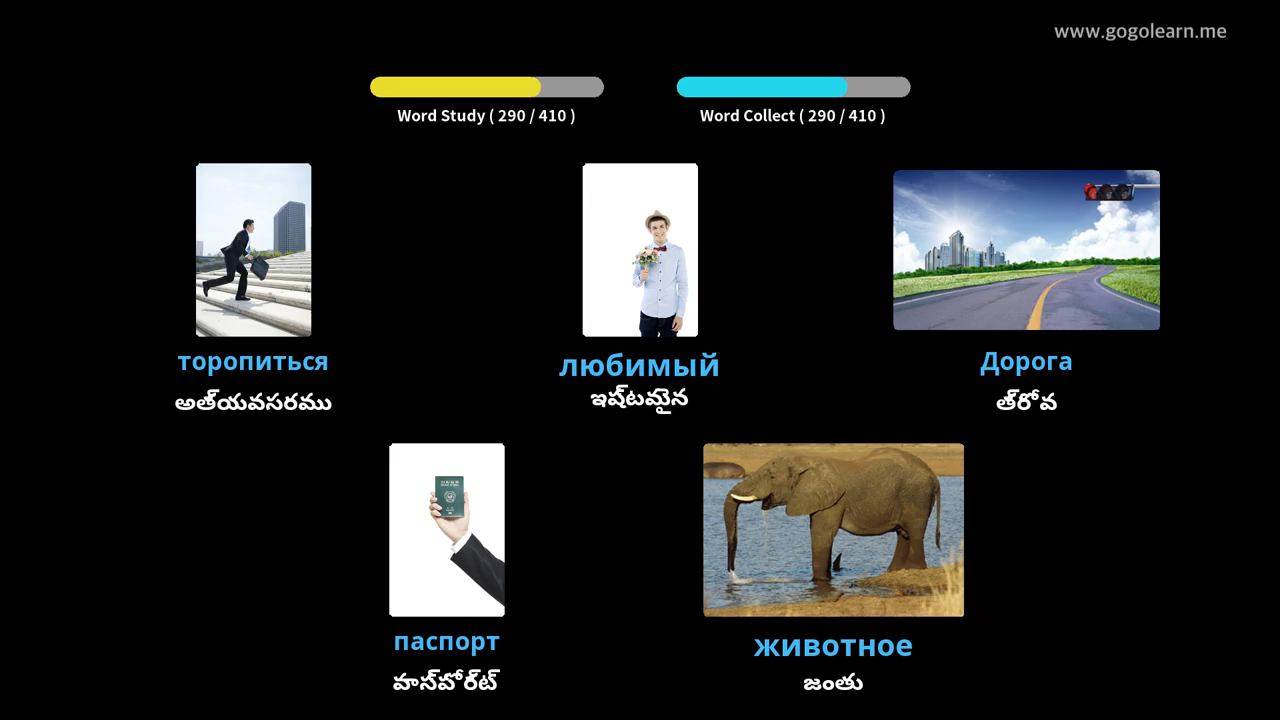 www.gogolearn.me
Word Study ( 290 / 410 )
Word Collect ( 290 / 410 )
торопиться
любимый
Дорога
అత్‌యవసరము
ఇష్‌టమైన
త్‌రోవ
паспорт
животное
పాస్‌పోర్‌ట్
జంతు